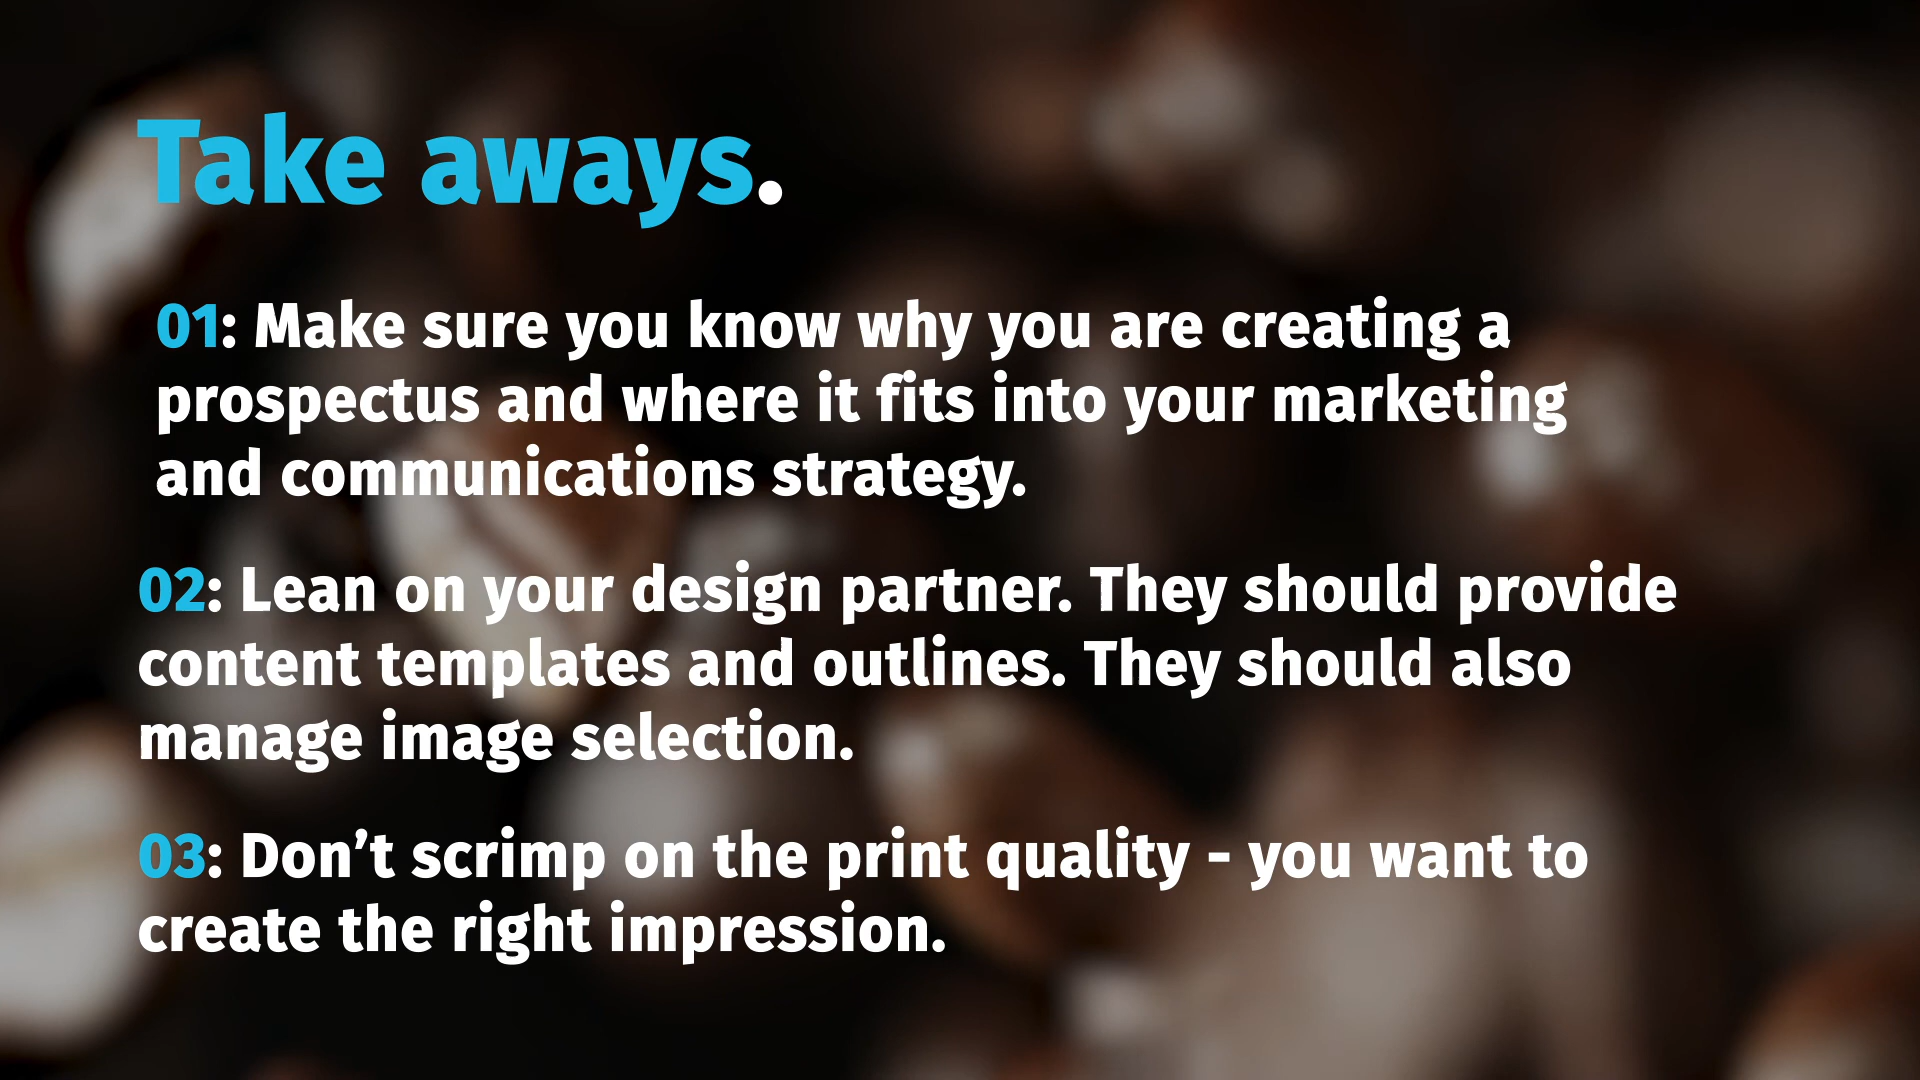 Take aways.
01: Make sure you know why you are creating a
prospectus and where it fits into your marketing
and communications strategy.
02: Lean on your design partner. They should provide
content templates and outlines. They should also
manage image selection.
03: Don’t scrimp on the print quality - you want to
create the right impression.